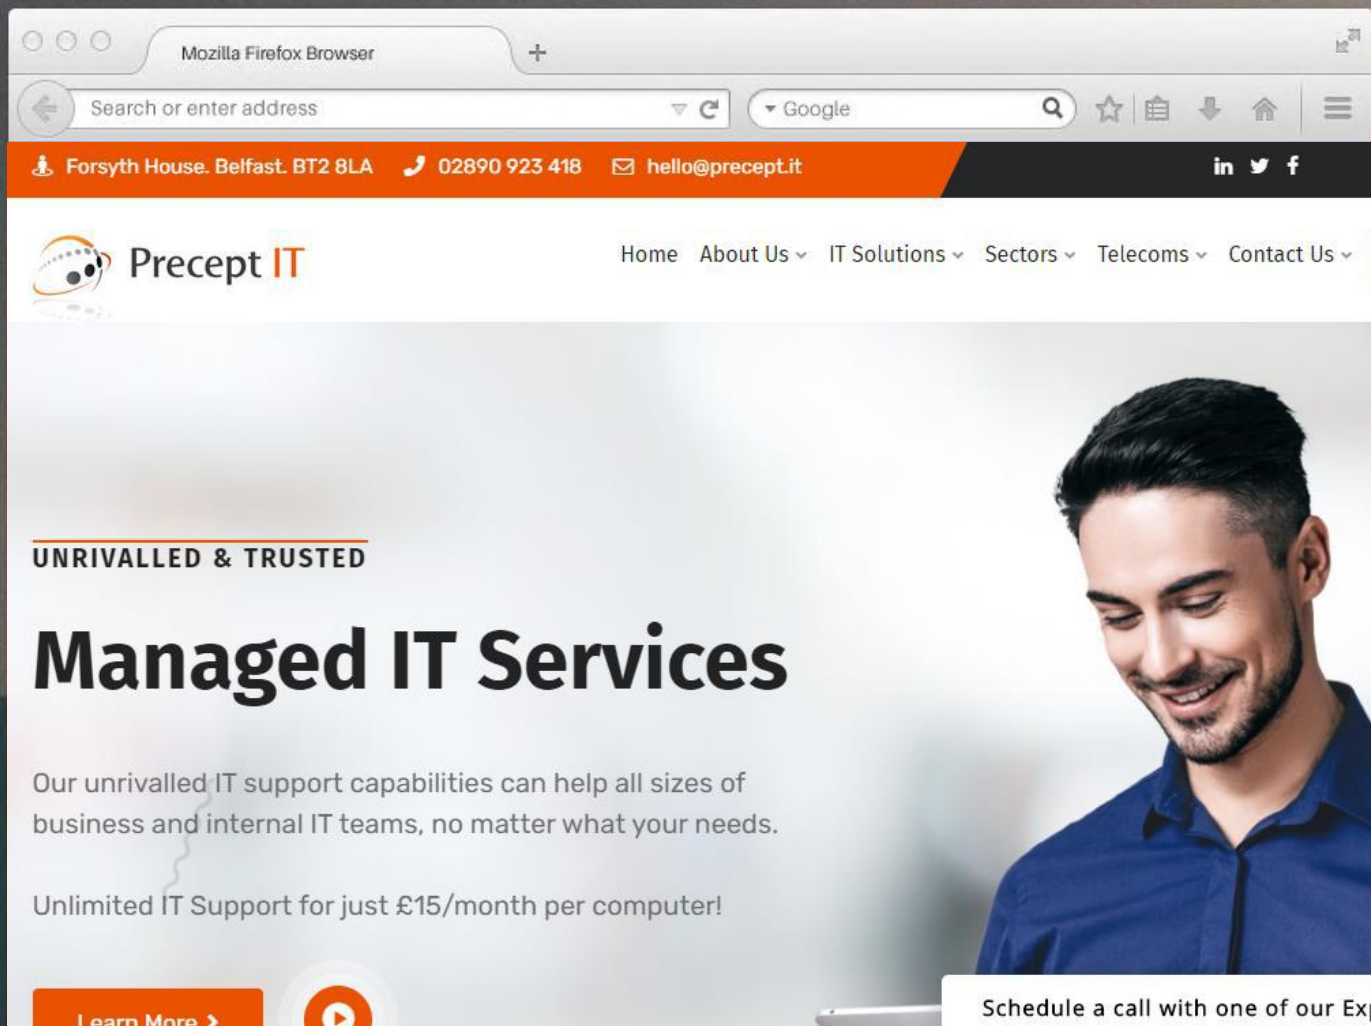 Mozilla Firefox Browser
Search or enter address
Google
Forsyth House. Belfast. BT2 8LA 02890 923 418 hello@precept.it
Precept IT
Home About Us IT Solutions Sectors Telecoms Contact Us
UNRIVALLED & TRUSTED
Managed IT Services
Our unrivalled IT support capabilities can help all sizes of
business and internal IT teams, no matter what your needs.
Unlimited IT Support for just £15/month per computer!
Learn More
Schedule a call with one of our